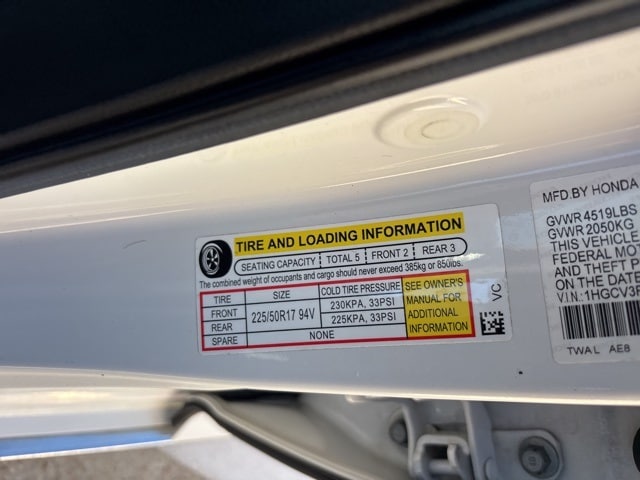 TIRE AND LOADING INFORMATION
SEATING CAPACITY | TOTAL 5 | FRONT 2 | REAR 3
The combined weight of occupants and cargo should never exceed 385kg or 850lbs.
TIRE SIZE COLD TIRE PRESSURE
FRONT 225/50R17 94V 230KPA, 33PSI
REAR 225KPA, 33PSI
SPARE NONE
SEE OWNER'S
MANUAL FOR
ADDITIONAL
INFORMATION
VC
MFD.BY HONDA
GVWR 4519LBS
GVWR 2050KG
THIS VEHICLE
FEDERAL MO
AND THEFT P
ON THE DATE
V.I.N.:1HGCV3F
TWAL AE8